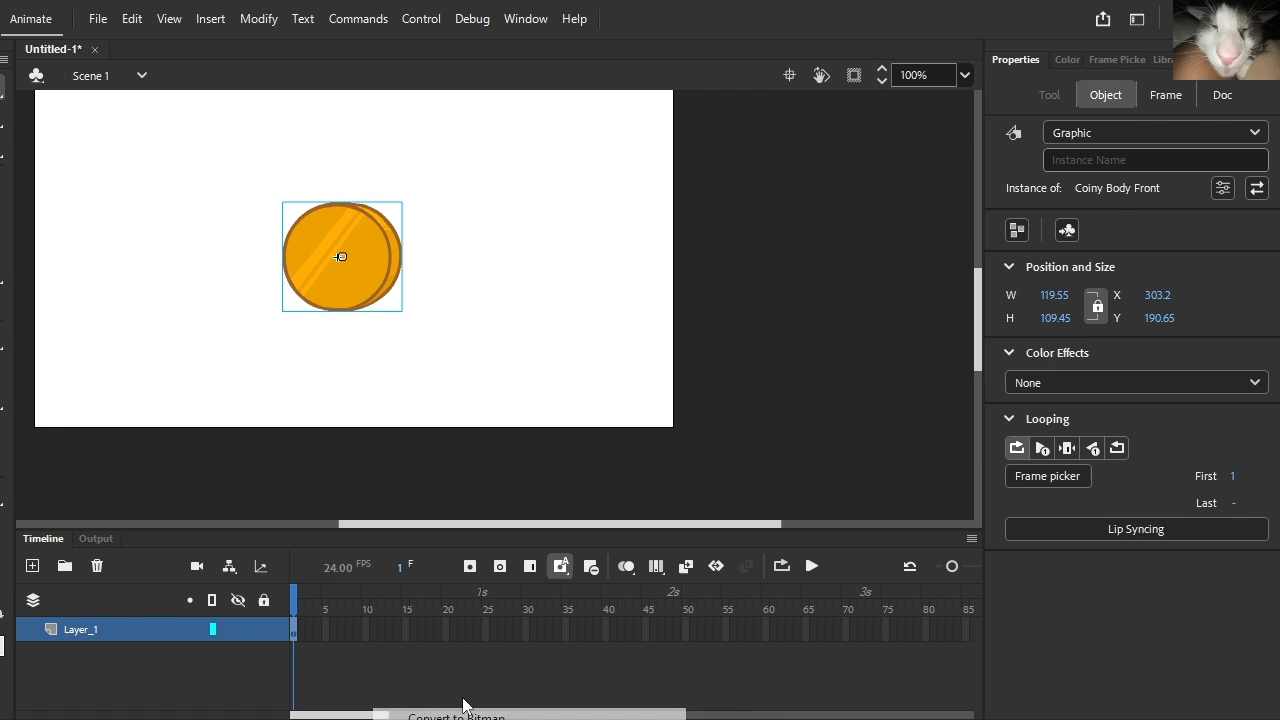 Animate File Edit View Insert Modify Text Commands Control Debug Window Help
Untitled-1*
Scene 1
100%
Properties Color Frame Picke Libra
Tool Object Frame Doc
Graphic
Instance Name
Instance of: Coiny Body Front
Position and Size
W 119.55 X 303.2
H 109.45 Y 190.65
Color Effects
None
Looping
Frame picker First 1
Last -
Lip Syncing
Timeline Output
24.00 FPS 1 F
1s 2s 3s
5 10 15 20 25 30 35 40 45 50 55 60 65 70 75 80 85
Layer_1
Convert to Bitmap